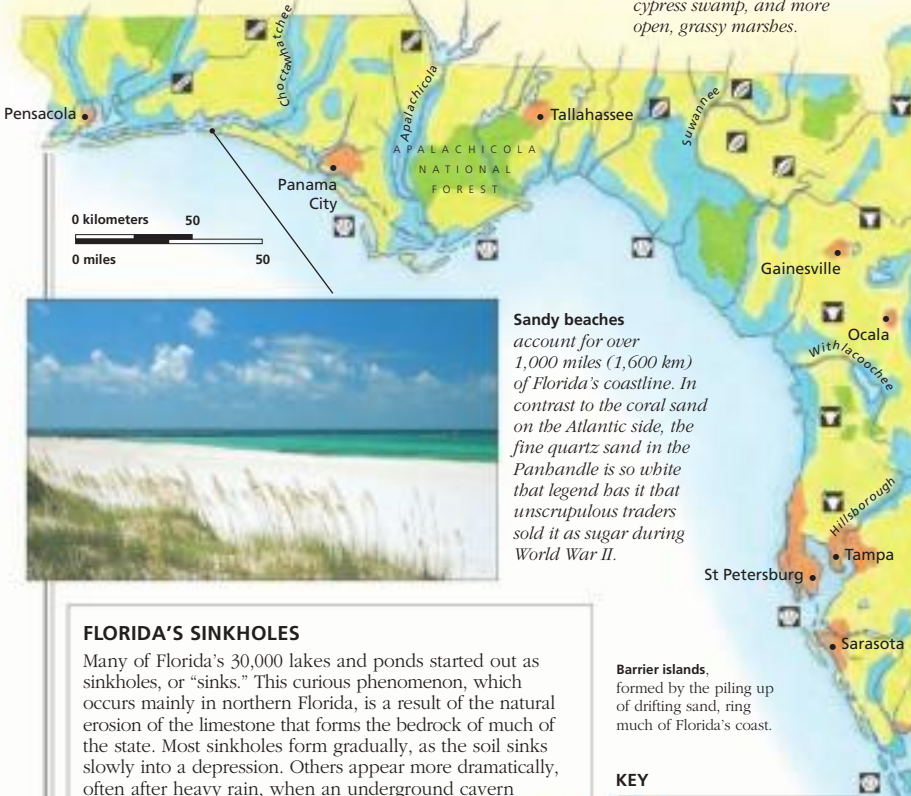 cypress swamp, and more
open, grassy marshes.
Choctawhatchee
Apalachicola
Suwannee
Pensacola
Tallahassee
APALACHICOLA
NATIONAL
FOREST
Panama
City
0 kilometers 50
0 miles 50
Gainesville
Ocala
Withlacoochee
Hillsborough
Tampa
St Petersburg
Sarasota
Sandy beaches
account for over
1,000 miles (1,600 km)
of Florida's coastline. In
contrast to the coral sand
on the Atlantic side, the
fine quartz sand in the
Panhandle is so white
that legend has it that
unscrupulous traders
sold it as sugar during
World War II.
FLORIDA'S SINKHOLES
Many of Florida's 30,000 lakes and ponds started out as
sinkholes, or “sinks.” This curious phenomenon, which
occurs mainly in northern Florida, is a result of the natural
erosion of the limestone that forms the bedrock of much of
the state. Most sinkholes form gradually, as the soil sinks
slowly into a depression. Others appear more dramatically,
often after heavy rain, when an underground cavern
Barrier islands,
formed by the piling up
of drifting sand, ring
much of Florida's coast.
KEY